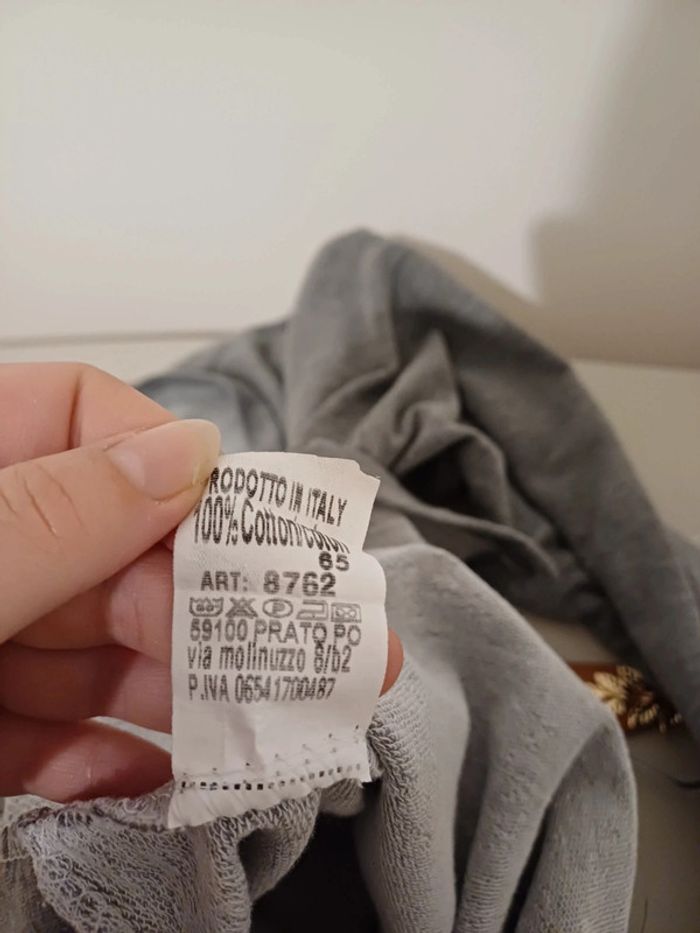 RODOTTO IN ITALY
100% Cotton/coton
65
ART: 8762
59100 PRATO PO
via molinuzzo 8/b2
P.IVA 06541700487